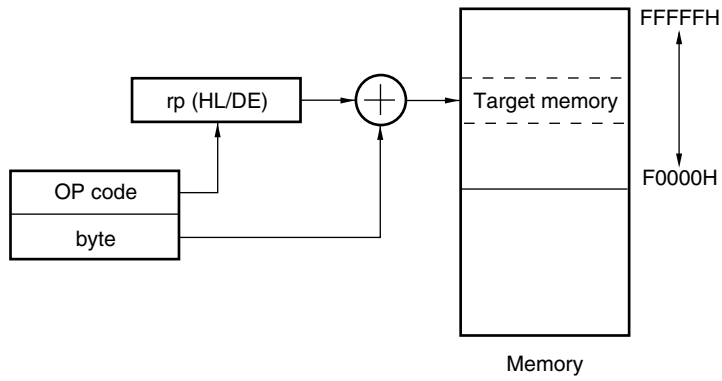 FFFFFH
rp (HL/DE)
Target memory
F0000H
OP code
byte
Memory